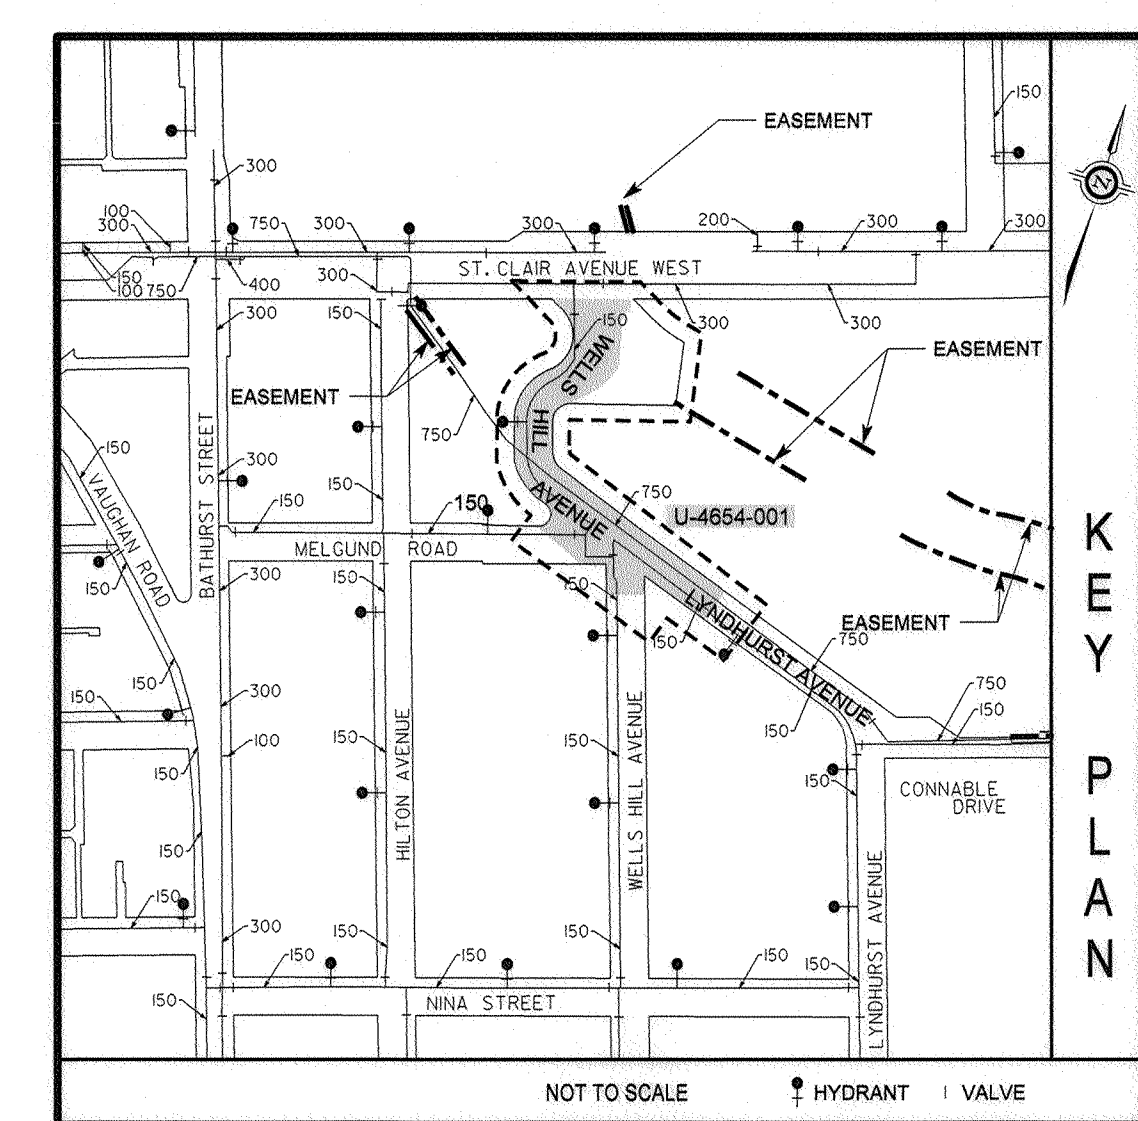 EASEMENT
150
300
100
300
750
300
300
200
300
300
ST. CLAIR AVENUE WEST
150
100
750
400
300
300
150
150
300
300
EASEMENT
EASEMENT
WELLS
HILL
AVENUE
750
300
150
150
150
150
750
U-4654-001
VAUGHAN ROAD
BATHURST STREET
MELGUND ROAD
150
300
150
150
150
LYNDHURST AVENUE
EASEMENT
750
150
150
300
150
100
150
150
150
750
150
HILTON AVENUE
WELLS HILL AVENUE
150
CONNABLE
DRIVE
150
150
150
300
150
150
150
150
150
150
150
NINA STREET
LYNDHURST AVENUE
N
KEY PLAN
NOT TO SCALE
HYDRANT
VALVE